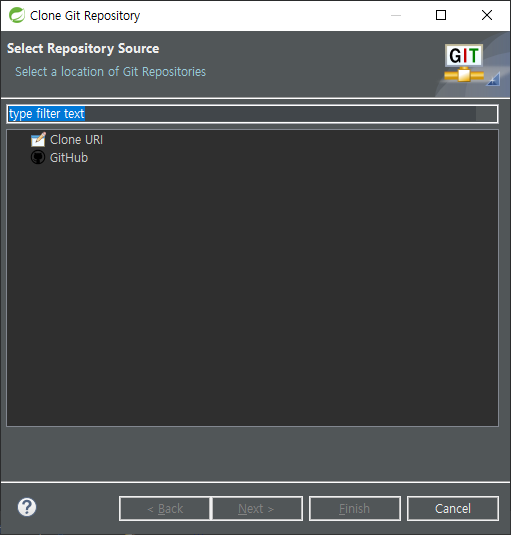 Clone Git Repository
Select Repository Source
Select a location of Git Repositories
GIT
type filter text
Clone URI
GitHub
?
< Back
Next >
Finish
Cancel